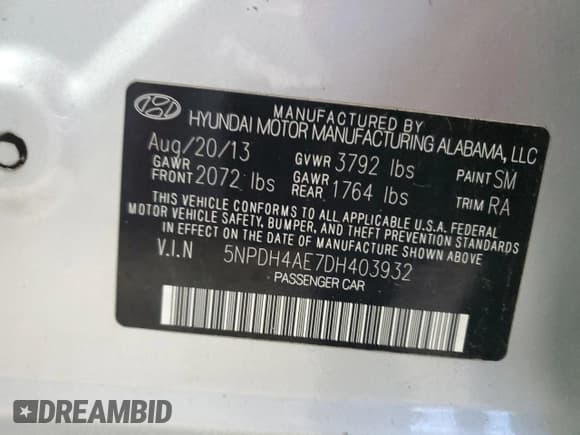 MANUFACTURED BY
HYUNDAI MOTOR MANUFACTURING ALABAMA, LLC
Aug/20/13 GVWR 3792 lbs PAINT SM
GAWR FRONT 2072 lbs GAWR REAR 1764 lbs TRIM RA
THIS VEHICLE CONFORMS TO ALL APPLICABLE U.S.A. FEDERAL
MOTOR VEHICLE SAFETY, BUMPER, AND THEFT PREVENTION STANDARDS
IN EFFECT ON THE DATE OF MANUFACTURE SHOWN ABOVE
V.I.N 5NPDH4AE7DH403932
PASSENGER CAR
DREAMBID